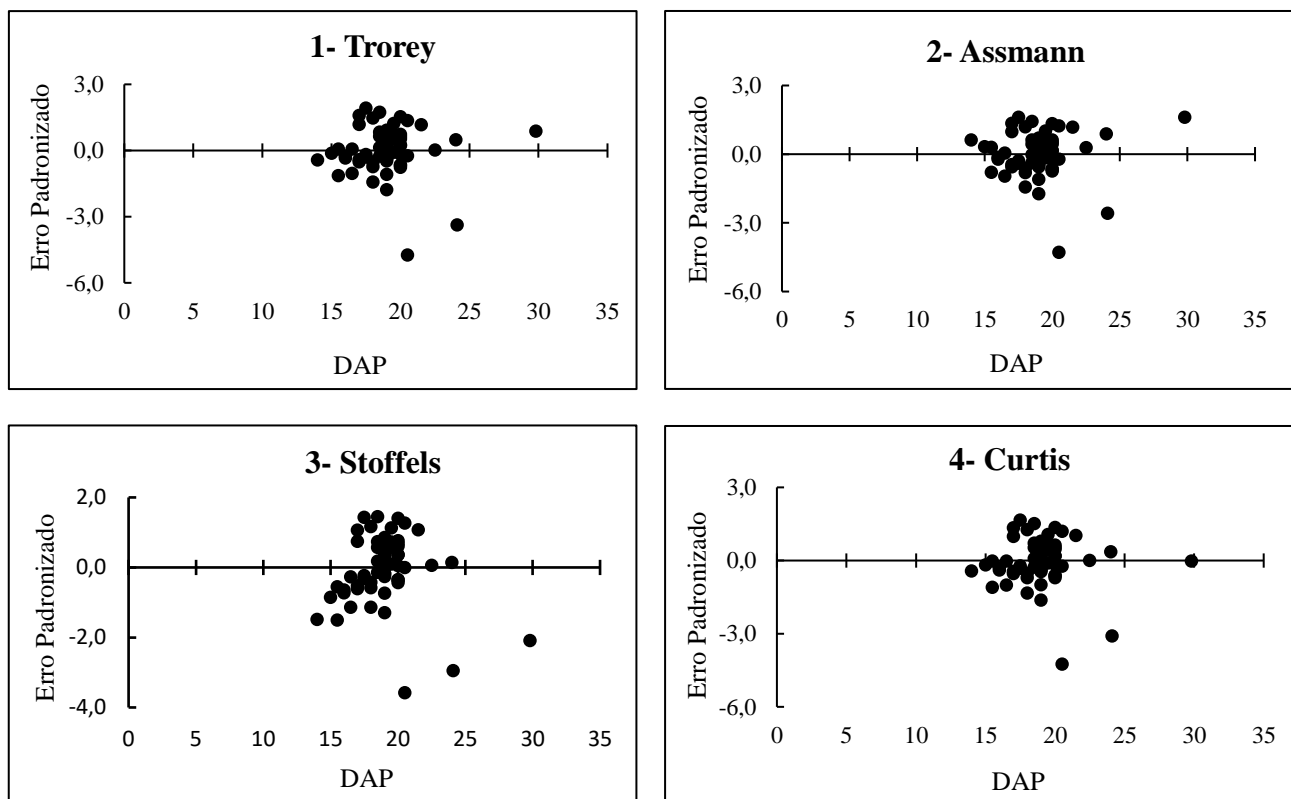 1- Trorey
Erro Padronizado
3,0
0,0
-3,0
-6,0
0 5 10 15 20 25 30 35
DAP
2- Assmann
Erro Padronizado
3,0
0,0
-3,0
-6,0
0 5 10 15 20 25 30 35
DAP
3- Stoffels
Erro Padronizado
2,0
0,0
-2,0
-4,0
0 5 10 15 20 25 30 35
DAP
4- Curtis
Erro Padronizado
3,0
0,0
-3,0
-6,0
0 5 10 15 20 25 30 35
DAP